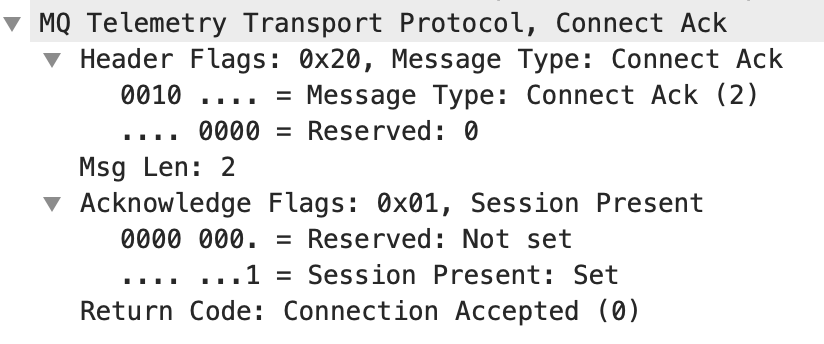 MQ Telemetry Transport Protocol, Connect Ack
Header Flags: 0x20, Message Type: Connect Ack
0010 .... = Message Type: Connect Ack (2)
.... 0000 = Reserved: 0
Msg Len: 2
Acknowledge Flags: 0x01, Session Present
0000 000. = Reserved: Not set
.... ...1 = Session Present: Set
Return Code: Connection Accepted (0)